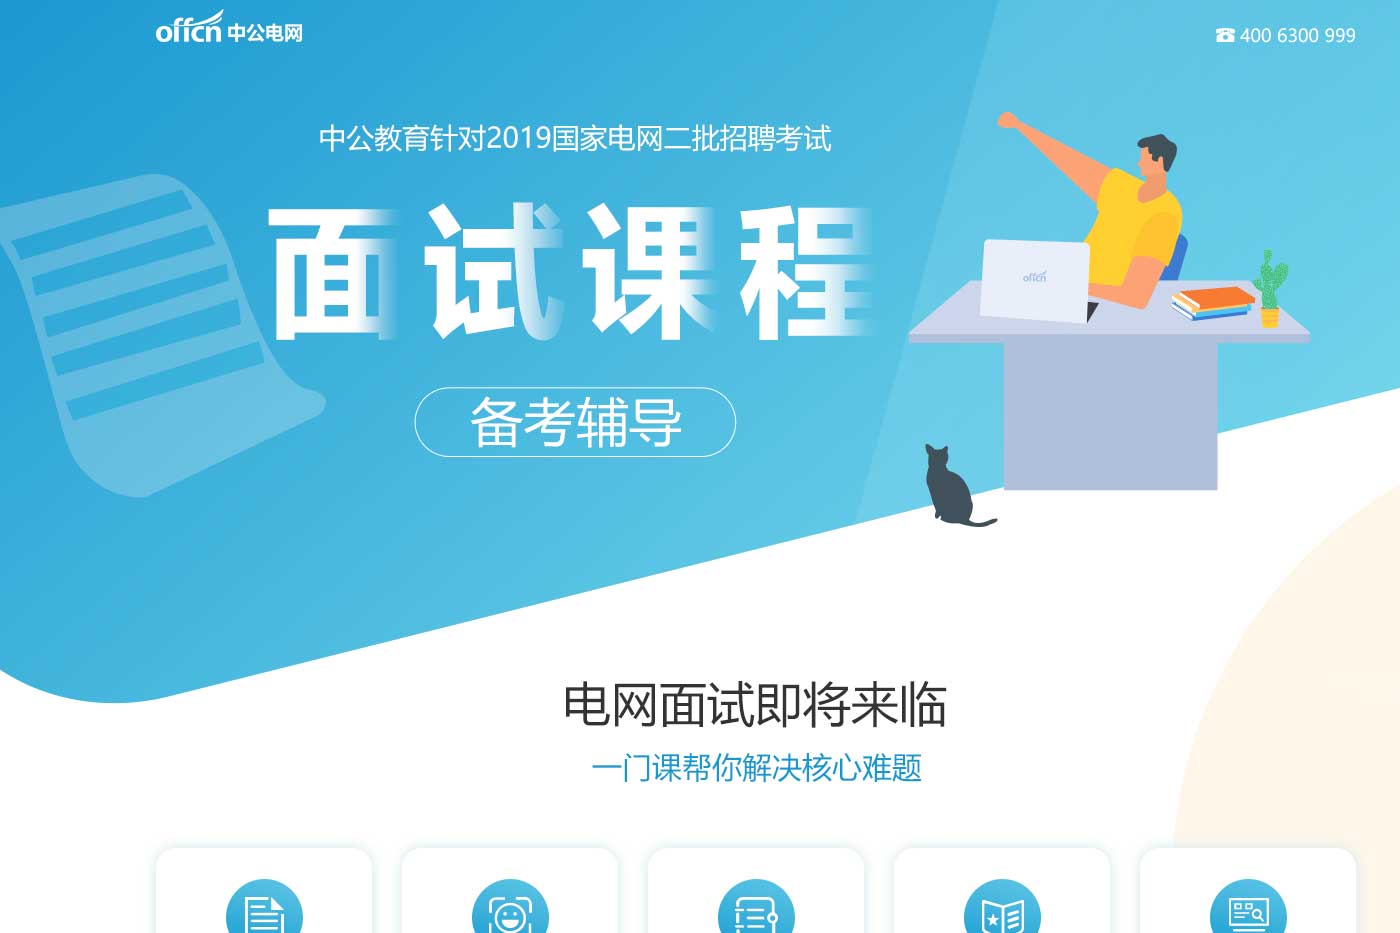 offcn 中公电网
☎ 400 6300 999
中公教育针对2019国家电网二批招聘考试
面试课程
备考辅导
offcn
电网面试即将来临
一门课帮你解决核心难题